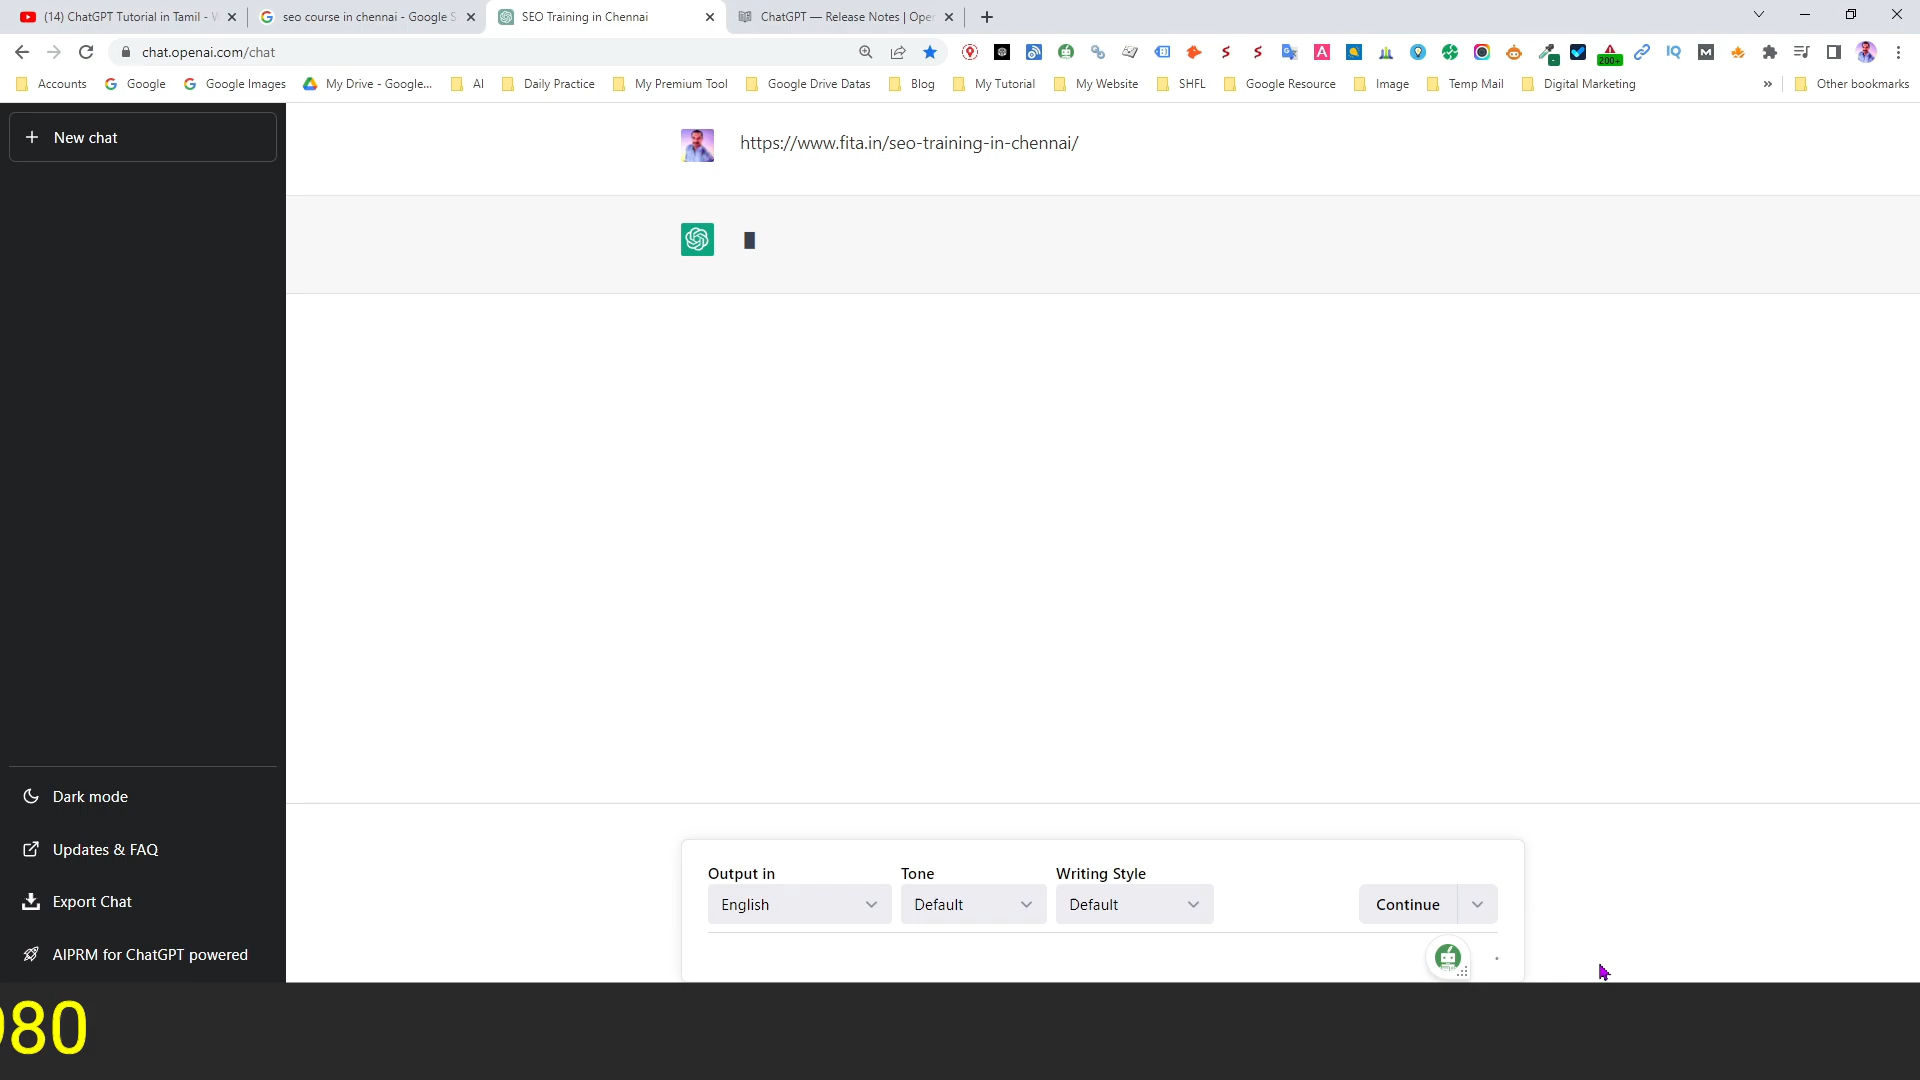 (14) ChatGPT Tutorial in Tamil -
seo course in chennai - Google S
SEO Training in Chennai
ChatGPT — Release Notes | Oper
chat.openai.com/chat
200+
Accounts
Google
Google Images
My Drive - Google...
AI
Daily Practice
My Premium Tool
Google Drive Datas
Blog
My Tutorial
My Website
SHFL
Google Resource
Image
Temp Mail
Digital Marketing
»
Other bookmarks
New chat
https://www.fita.in/seo-training-in-chennai/
Dark mode
Updates & FAQ
Export Chat
AIPRM for ChatGPT powered
Output in
Tone
Writing Style
English
Default
Default
Continue
80